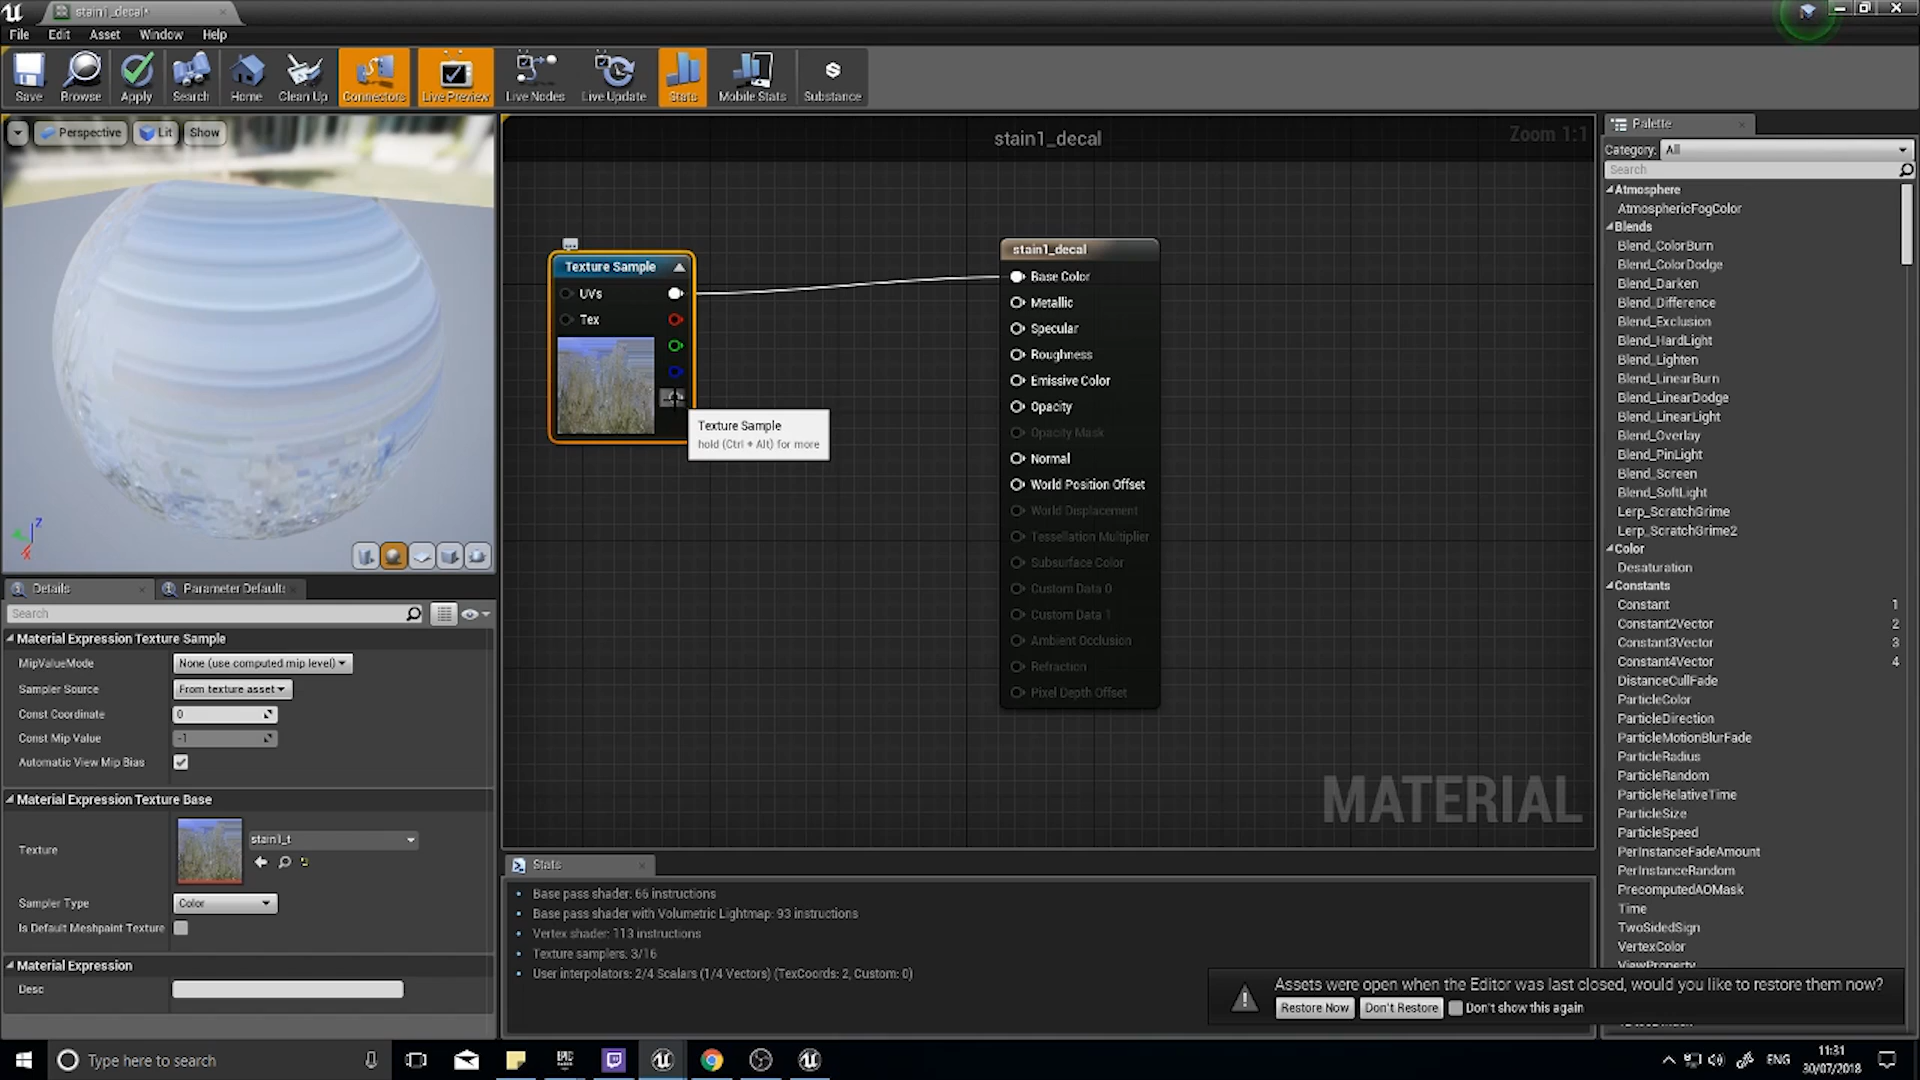 stain1_decal*
File Edit Asset Window Help
Save Browse Apply Search Home Clean Up Connectors Live Preview Live Nodes Live Update Stats Mobile Stats Substance
Perspective Lit Show
stain1_decal
Zoom 1:1
Texture Sample
UVs
Tex
Texture Sample
hold (Ctrl + Alt) for more
stain1_decal
Base Color
Metallic
Specular
Roughness
Emissive Color
Opacity
Opacity Mask
Normal
World Position Offset
World Displacement
Tessellation Multiplier
Subsurface Color
Custom Data 0
Custom Data 1
Ambient Occlusion
Refraction
Pixel Depth Offset
MATERIAL
Z
X
Details
Parameter Defaults
Search
Material Expression Texture Sample
MipValueMode None (use computed mip level)
Sampler Source From texture asset
Const Coordinate 0
Const Mip Value -1
Automatic View Mip Bias
Material Expression Texture Base
Texture stain1_t
Sampler Type Color
Is Default Meshpaint Texture
Material Expression
Desc
Stats
• Base pass shader: 66 instructions
• Base pass shader with Volumetric Lightmap: 93 instructions
• Vertex shader: 113 instructions
• Texture samplers: 3/16
• User interpolators: 2/4 Scalars (1/4 Vectors) (TexCoords: 2, Custom: 0)
Palette
Category: All
Search
Atmosphere
AtmosphericFogColor
Blends
Blend_ColorBurn
Blend_ColorDodge
Blend_Darken
Blend_Difference
Blend_Exclusion
Blend_HardLight
Blend_Lighten
Blend_LinearBurn
Blend_LinearDodge
Blend_LinearLight
Blend_Overlay
Blend_PinLight
Blend_Screen
Blend_SoftLight
Lerp_ScratchGrime
Lerp_ScratchGrime2
Color
Desaturation
Constants
Constant 1
Constant2Vector 2
Constant3Vector 3
Constant4Vector 4
DistanceCullFade
ParticleColor
ParticleDirection
ParticleMotionBlurFade
ParticleRadius
ParticleRandom
ParticleRelativeTime
ParticleSize
ParticleSpeed
PerInstanceFadeAmount
PerInstanceRandom
PrecomputedAOMask
Time
TwoSidedSign
VertexColor
ViewProperty
Assets were open when the Editor was last closed, would you like to restore them now?
Restore Now Don't Restore Don't show this again
Type here to search
EPIC
ENG
11:31
30/07/2018